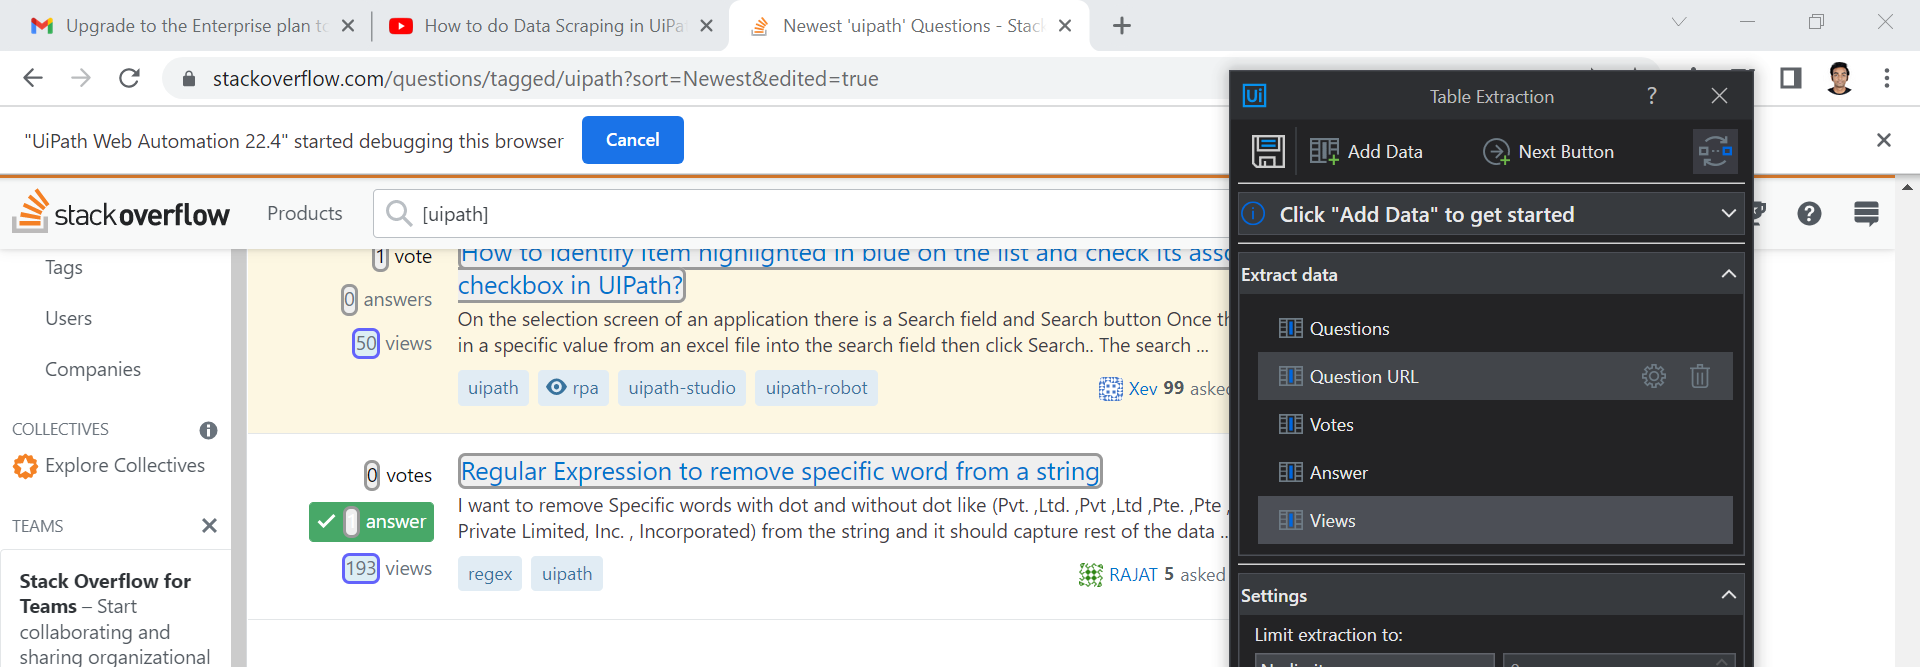 Upgrade to the Enterprise plan to
How to do Data Scraping in UiPa
Newest 'uipath' Questions - Stack
stackoverflow.com/questions/tagged/uipath?sort=Newest&edited=true
"UiPath Web Automation 22.4" started debugging this browser
Cancel
stackoverflow
Products
[uipath]
Tags
Users
Companies
COLLECTIVES
Explore Collectives
TEAMS
Stack Overflow for
Teams – Start
collaborating and
sharing organizational
1 vote
0 answers
50 views
How to identify item highlighted in blue on the list and check its asso
checkbox in UIPath?
On the selection screen of an application there is a Search field and Search button Once th
in a specific value from an excel file into the search field then click Search.. The search ...
uipath
rpa
uipath-studio
uipath-robot
Xev 99 asked
0 votes
1 answer
193 views
Regular Expression to remove specific word from a string
I want to remove Specific words with dot and without dot like (Pvt. ,Ltd. ,Pvt ,Ltd ,Pte. ,Pte ,
Private Limited, Inc. , Incorporated) from the string and it should capture rest of the data ..
regex
uipath
RAJAT 5 asked
Ui
Table Extraction
?
Add Data
Next Button
Click "Add Data" to get started
Extract data
Questions
Question URL
Votes
Answer
Views
Settings
Limit extraction to: